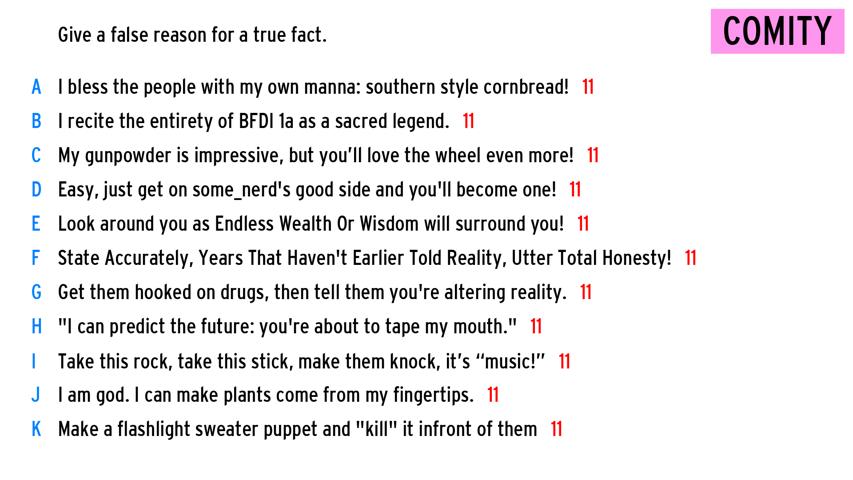 Give a false reason for a true fact.
COMITY
A I bless the people with my own manna: southern style cornbread! 11
B I recite the entirety of BFDI 1a as a sacred legend. 11
C My gunpowder is impressive, but you’ll love the wheel even more! 11
D Easy, just get on some_nerd's good side and you'll become one! 11
E Look around you as Endless Wealth Or Wisdom will surround you! 11
F State Accurately, Years That Haven't Earlier Told Reality, Utter Total Honesty! 11
G Get them hooked on drugs, then tell them you're altering reality. 11
H "I can predict the future: you're about to tape my mouth." 11
I Take this rock, take this stick, make them knock, it’s “music!” 11
J I am god. I can make plants come from my fingertips. 11
K Make a flashlight sweater puppet and "kill" it infront of them 11